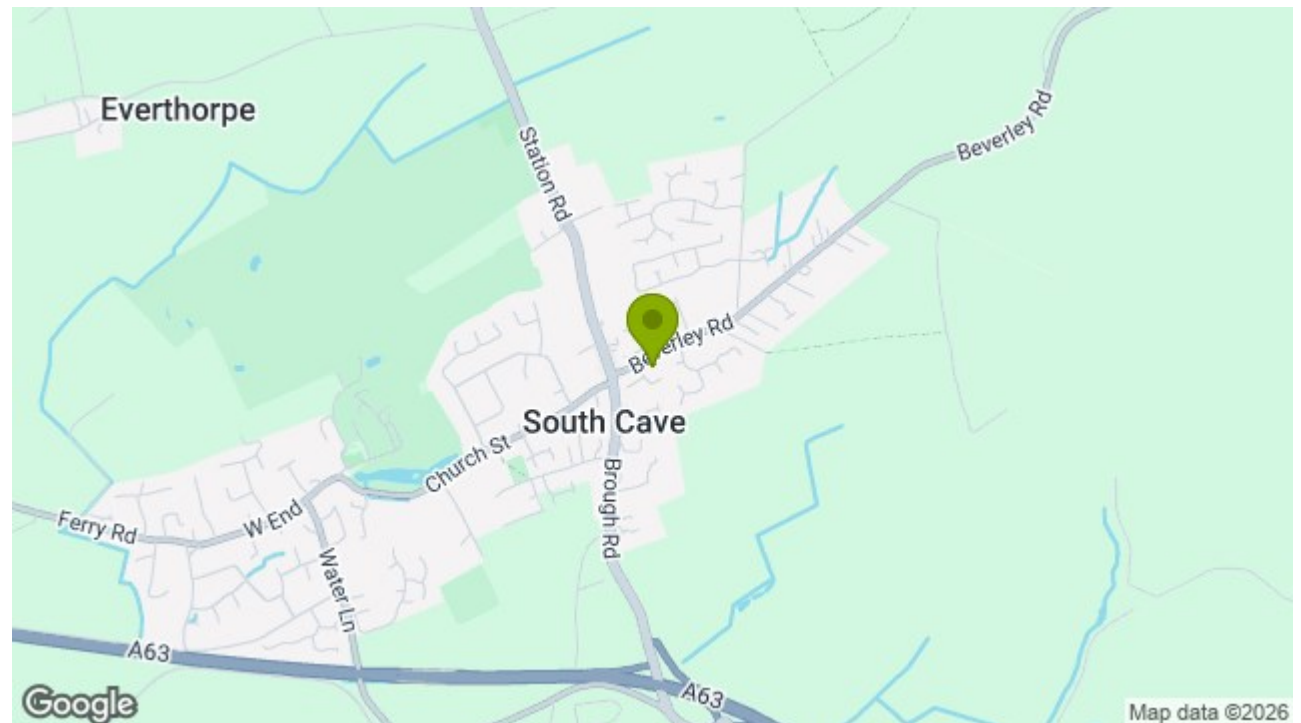 Everthorpe
Station Rd
Beverley Rd
Beverley Rd
South Cave
Church St
Brough Rd
Ferry Rd
W End
Water Ln
A63
A63
Google
Map data ©2026